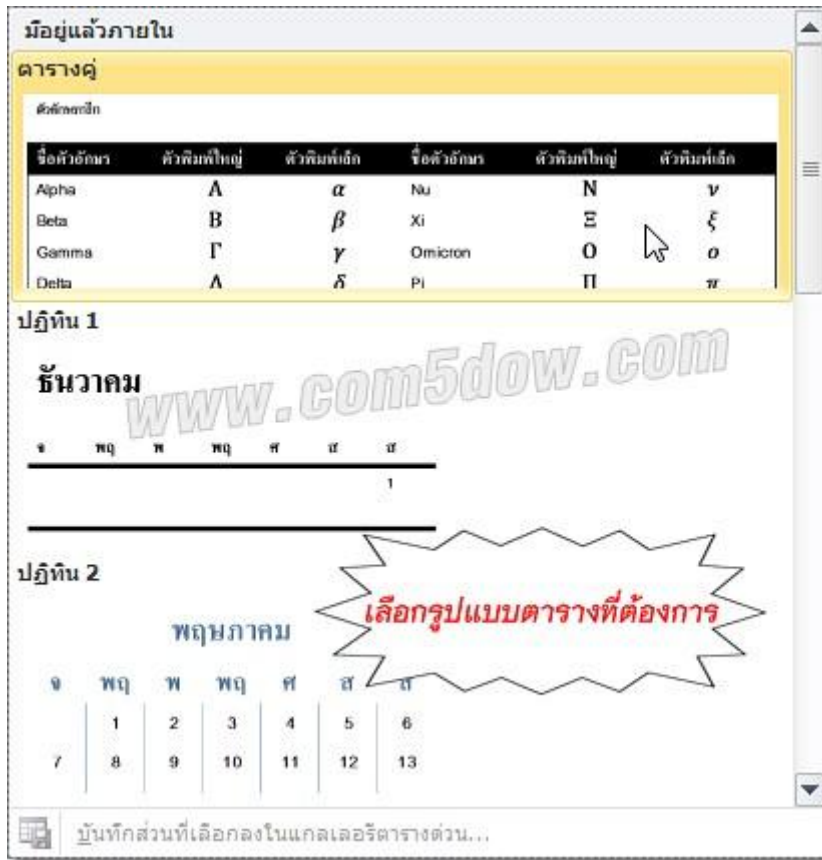 มีอยู่แล้วภายใน
ตารางคู่
ตัวอักษรกรีก
ชื่อตัวอักษร ตัวพิมพ์ใหญ่ ตัวพิมพ์เล็ก ชื่อตัวอักษร ตัวพิมพ์ใหญ่ ตัวพิมพ์เล็ก
Alpha Α α Nu Ν ν
Beta Β β Xi Ξ ξ
Gamma Γ γ Omicron Ο ο
Delta Δ δ Pi Π π
ปฏิทิน 1
ธันวาคม
www.com5dow.com
จ พฤ พ พฤ ศ ส ส
1
ปฏิทิน 2
เลือกรูปแบบตารางที่ต้องการ
พฤษภาคม
จ พฤ พ พฤ ศ ส ส
1 2 3 4 5 6
7 8 9 10 11 12 13
บันทึกส่วนที่เลือกลงในแกลเลอรีตารางด่วน...